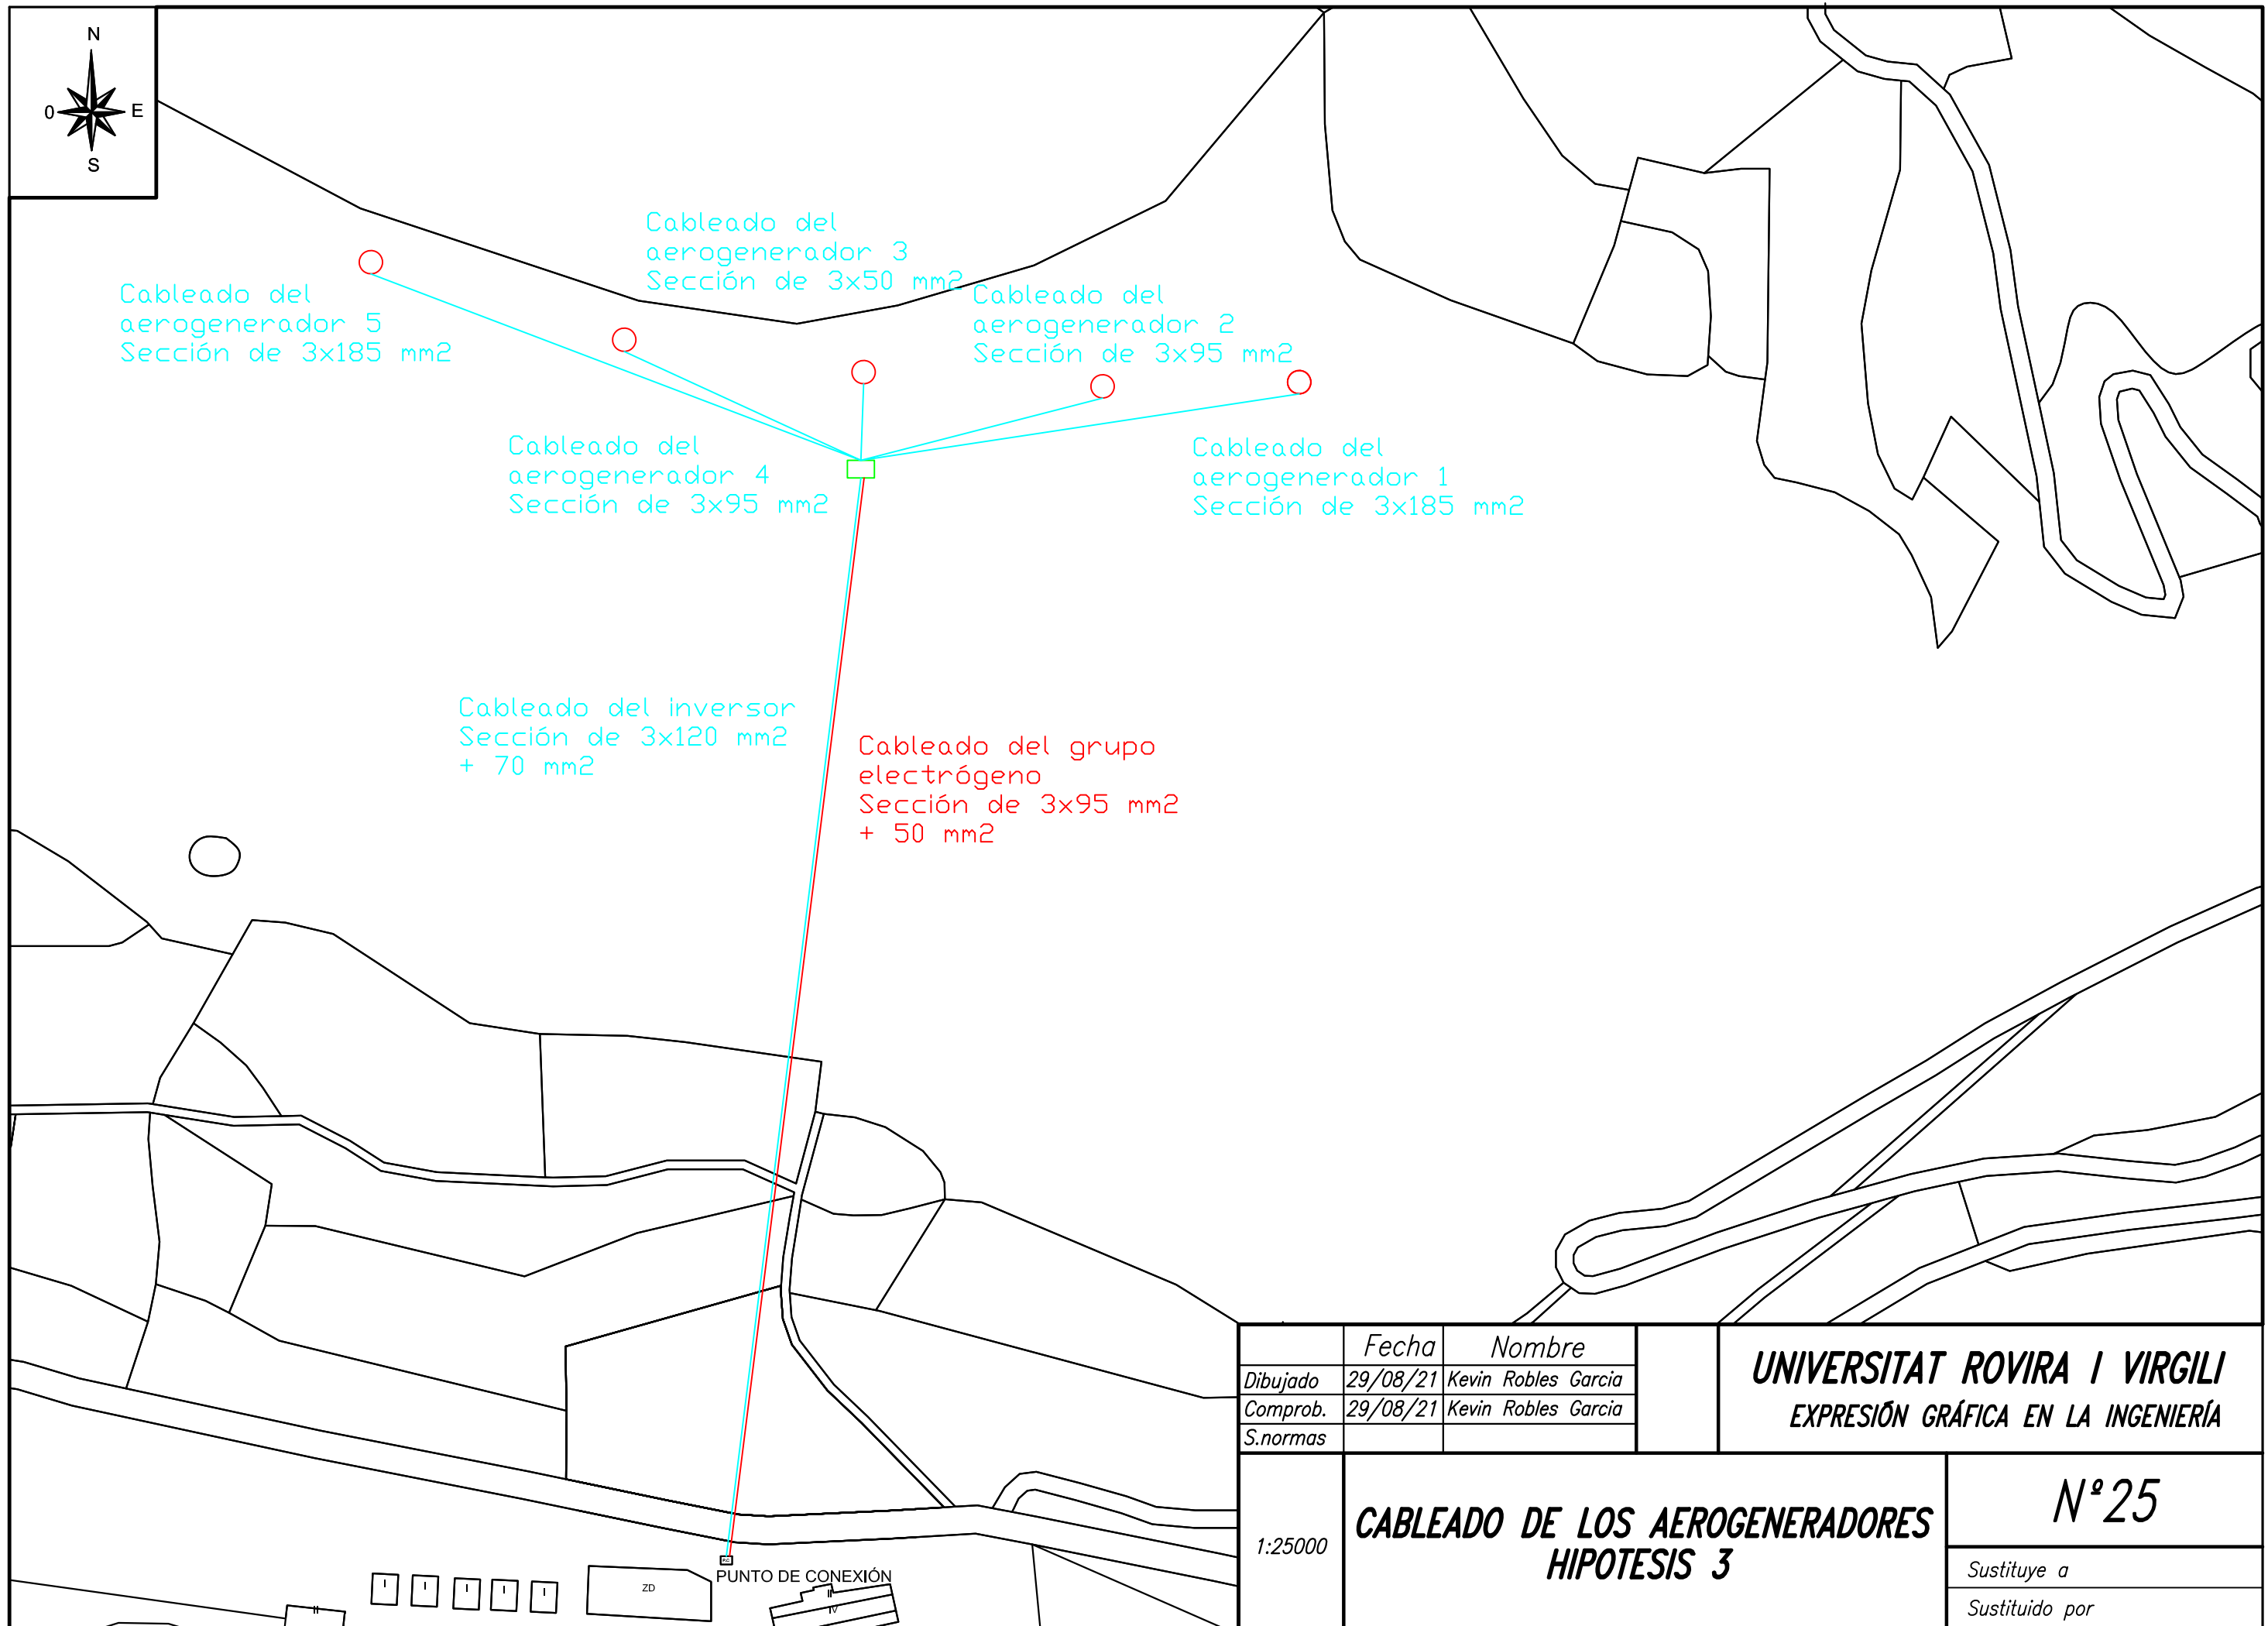 N
0
E
S
Cableado del
aerogenerador 3
Sección de 3x50 mm2
Cableado del
aerogenerador 5
Sección de 3x185 mm2
Cableado del
aerogenerador 2
Sección de 3x95 mm2
Cableado del
aerogenerador 4
Sección de 3x95 mm2
Cableado del
aerogenerador 1
Sección de 3x185 mm2
Cableado del inversor
Sección de 3x120 mm2
+ 70 mm2
Cableado del grupo
electrógeno
Sección de 3x95 mm2
+ 50 mm2
PUNTO DE CONEXIÓN
I
I
I
I
I
ZD
II
II
IV
Fecha Nombre
Dibujado 29/08/21 Kevin Robles Garcia
Comprob. 29/08/21 Kevin Robles Garcia
S.normas
UNIVERSITAT ROVIRA I VIRGILI
EXPRESIÓN GRÁFICA EN LA INGENIERÍA
1:25000
CABLEADO DE LOS AEROGENERADORES
HIPOTESIS 3
Nº25
Sustituye a
Sustituido por